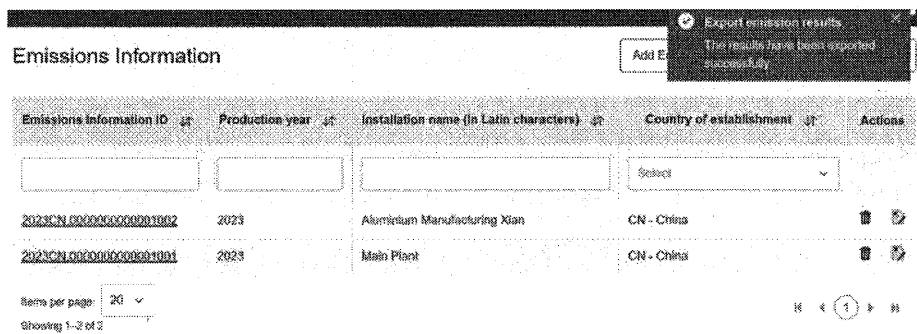 Export emission results
Emissions Information
Add E
The results have been exported
successfully
Emissions Information ID Production year Installation name (In Latin characters) Country of establishment Actions
Select
2023CN.0000000000001002 2023 Aluminium Manufacturing Xian CN - China
2023CN.0000000000001001 2023 Main Plant CN - China
Items per page: 20
1
Showing 1–2 of 2